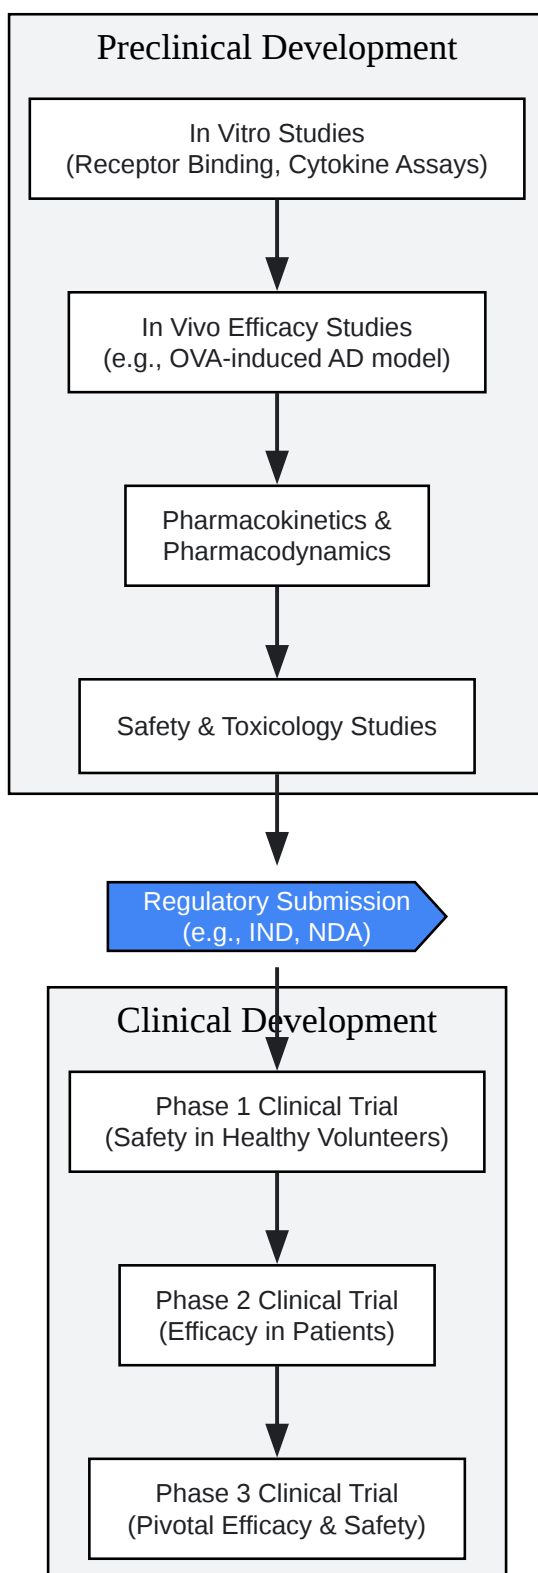 Preclinical Development
In Vitro Studies
(Receptor Binding, Cytokine Assays)
In Vivo Efficacy Studies
(e.g., OVA-induced AD model)
Pharmacokinetics &
Pharmacodynamics
Safety & Toxicology Studies
Regulatory Submission
(e.g., IND, NDA)
Clinical Development
Phase 1 Clinical Trial
(Safety in Healthy Volunteers)
Phase 2 Clinical Trial
(Efficacy in Patients)
Phase 3 Clinical Trial
(Pivotal Efficacy & Safety)